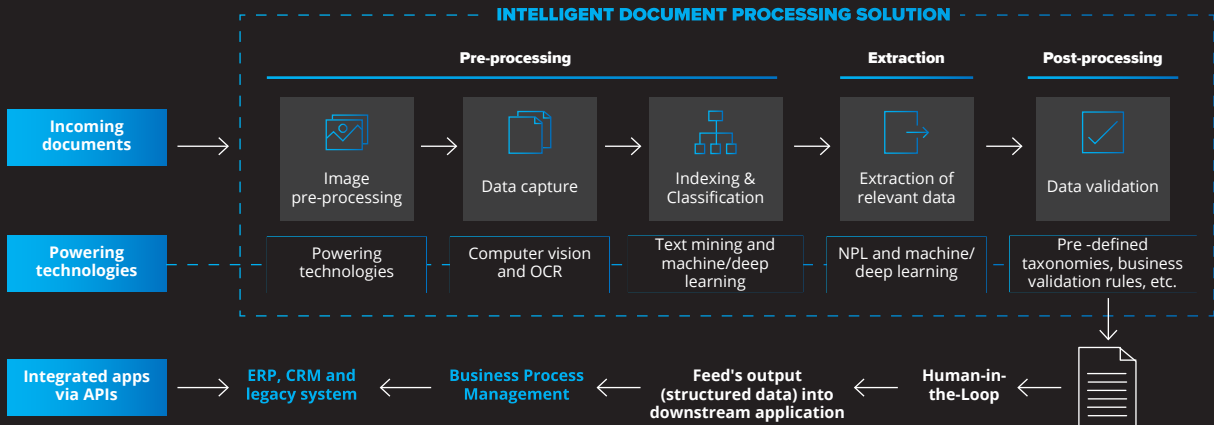 INTELLIGENT DOCUMENT PROCESSING SOLUTION
Pre-processing
Extraction
Post-processing
Incoming
documents
Image
pre-processing
Data capture
Indexing &
Classification
Extraction of
relevant data
Data validation
Powering
technologies
Powering
technologies
Computer vision
and OCR
Text mining and
machine/deep
learning
NPL and machine/
deep learning
Pre -defined
taxonomies, business
validation rules, etc.
Integrated apps
via APIs
ERP, CRM and
legacy system
Business Process
Management
Feed's output
(structured data) into
downstream application
Human-in-
the-Loop